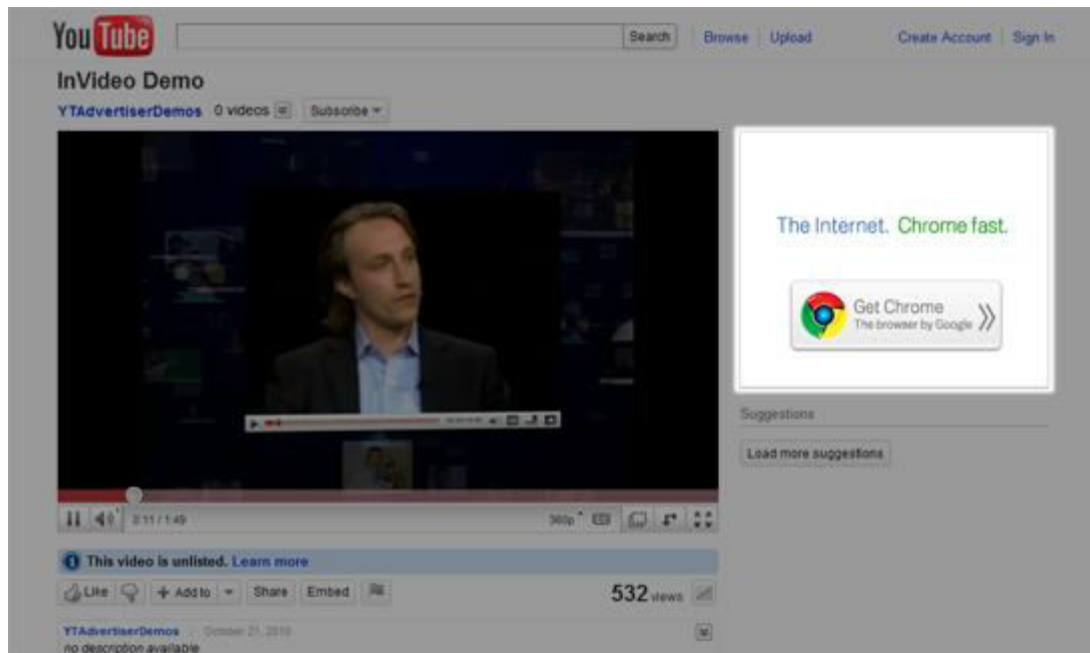 YouTube
Search Browse Upload Create Account Sign In
InVideo Demo
YTAdvertiserDemos 0 videos Subscribe
The Internet. Chrome fast.
Get Chrome
The browser by Google
Suggestions
Load more suggestions
0:11 / 1:49 360p
This video is unlisted. Learn more
Like Add to Share Embed 532 views
YTAdvertiserDemos October 21, 2010
no description available